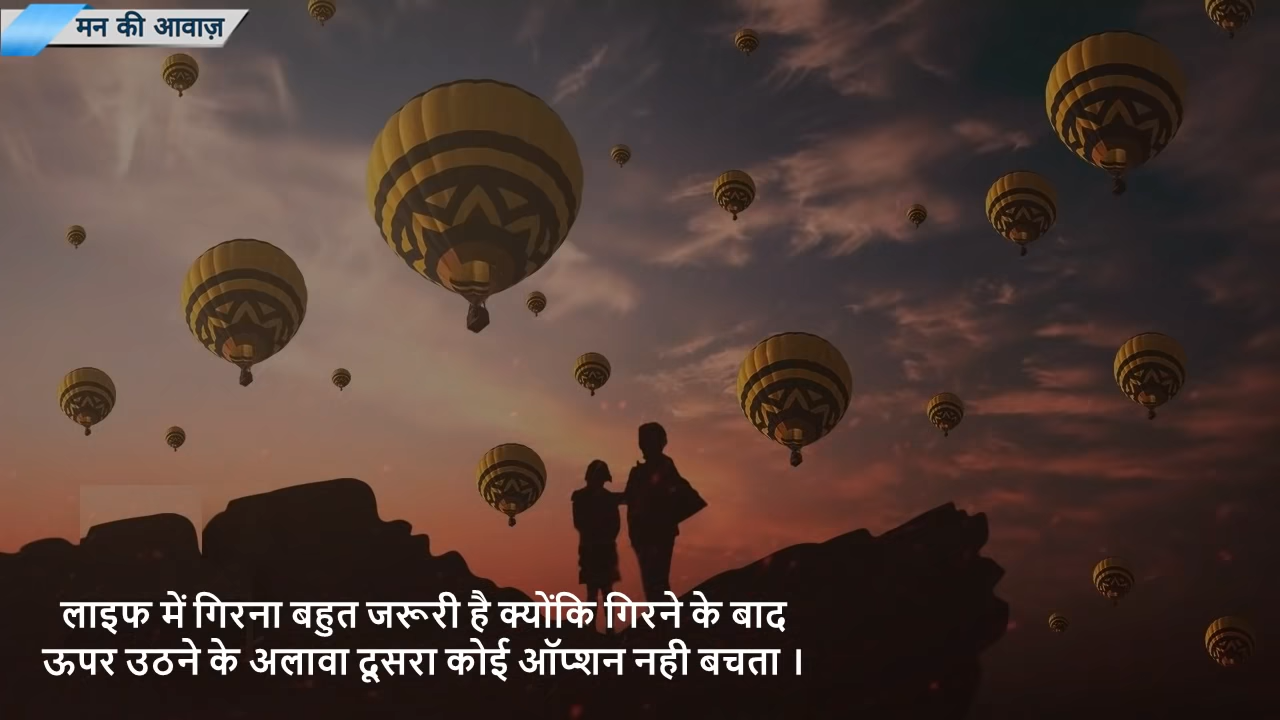 मन की आवाज़
लाइफ में गिरना बहुत जरूरी है क्योंकि गिरने के बाद
ऊपर उठने के अलावा दूसरा कोई ऑप्शन नही बचता ।